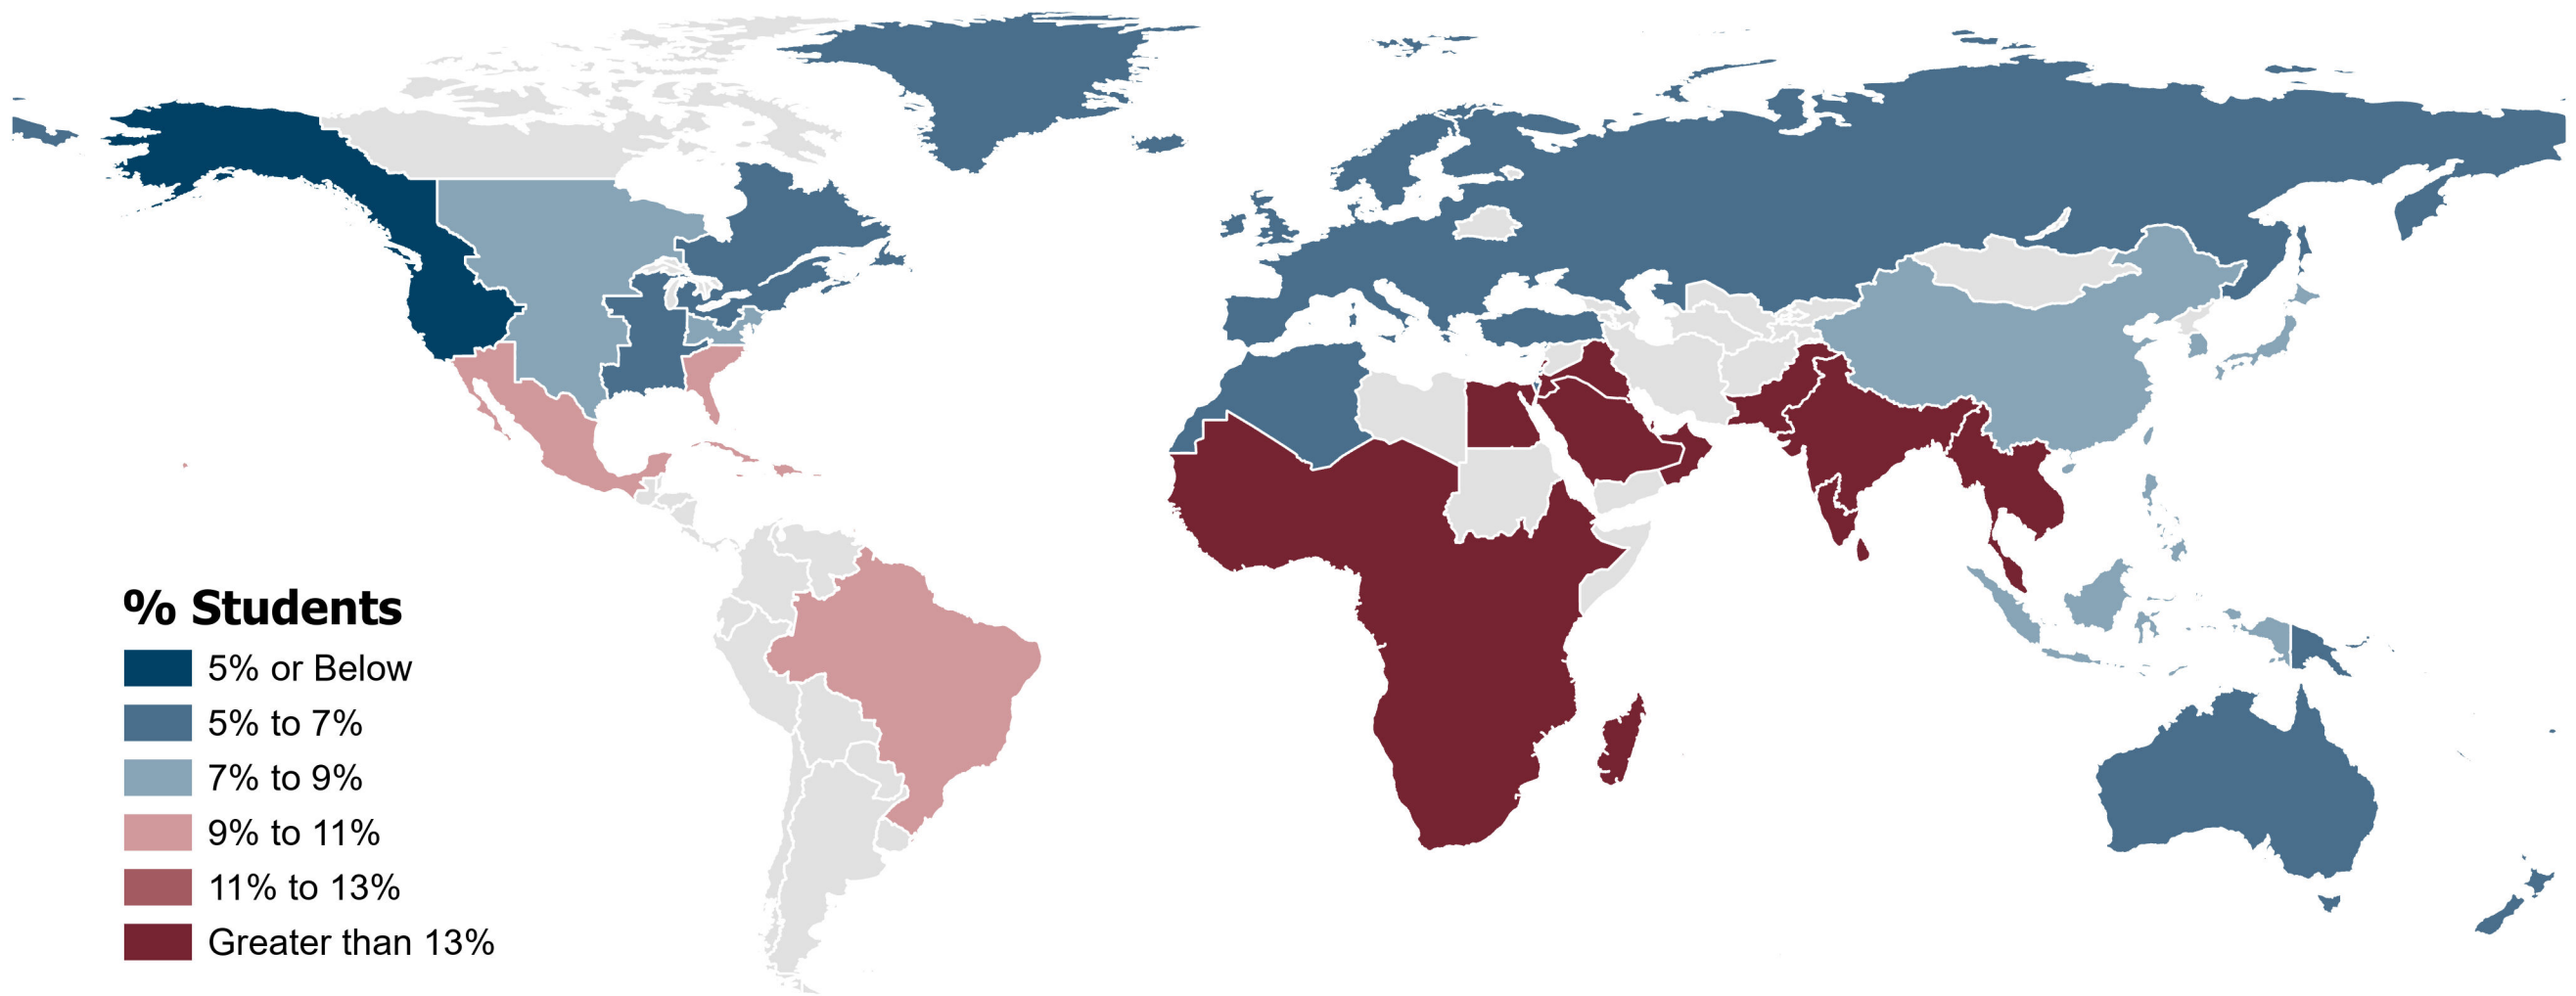 % Students
5% or Below
5% to 7%
7% to 9%
9% to 11%
11% to 13%
Greater than 13%